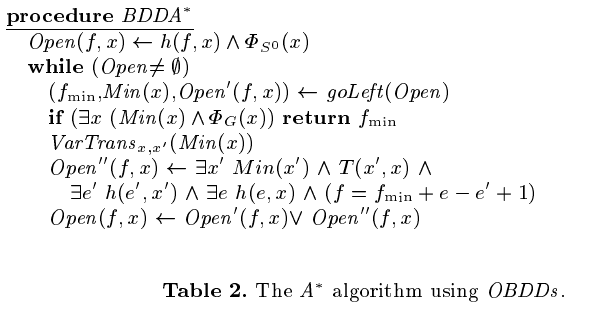 procedure BDDA*
Open(f, x) ← h(f, x) ∧ Φ_{S⁰}(x)
while (Open ≠ ∅)
(f_min, Min(x), Open′(f, x)) ← goLeft(Open)
if (∃x (Min(x) ∧ Φ_G(x)) return f_min
VarTrans_{x,x′}(Min(x))
Open″(f, x) ← ∃x′ Min(x′) ∧ T(x′, x) ∧
∃e′ h(e′, x′) ∧ ∃e h(e, x) ∧ (f = f_min + e − e′ + 1)
Open(f, x) ← Open′(f, x) ∨ Open″(f, x)
Table 2. The A* algorithm using OBDDs.